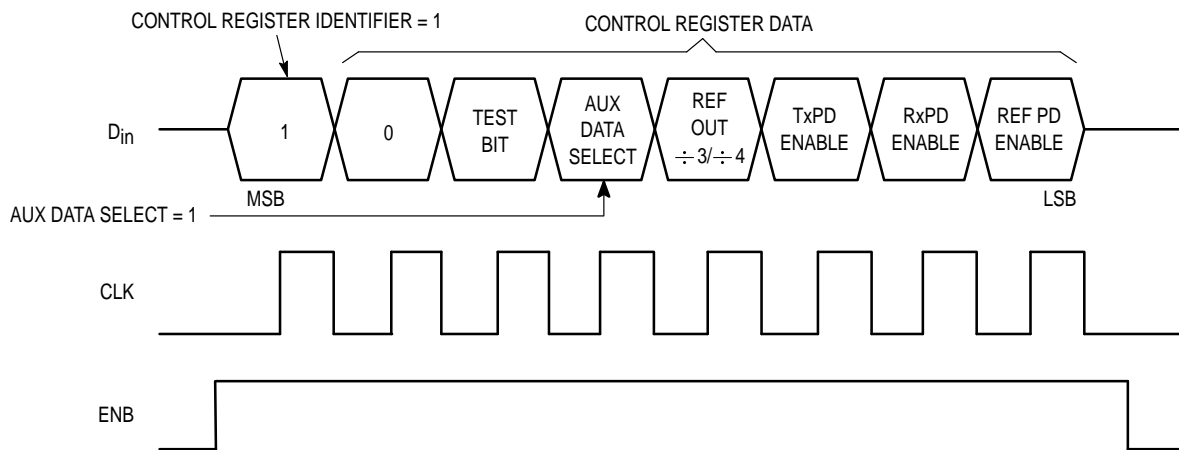 CONTROL REGISTER IDENTIFIER = 1
CONTROL REGISTER DATA
Din
1
0
TEST
BIT
AUX
DATA
SELECT
REF
OUT
÷3/÷4
TxPD
ENABLE
RxPD
ENABLE
REF PD
ENABLE
MSB
LSB
AUX DATA SELECT = 1
CLK
ENB